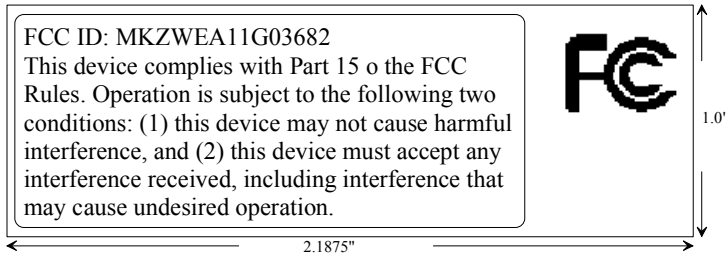 FCC ID: MKZWEA11G03682
This device complies with Part 15 o the FCC
Rules. Operation is subject to the following two
conditions: (1) this device may not cause harmful
interference, and (2) this device must accept any
interference received, including interference that
may cause undesired operation.
FCC
1.0'
2.1875"